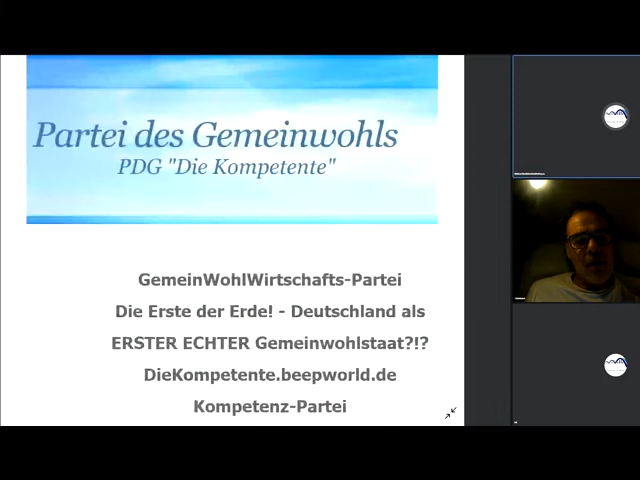 Partei des Gemeinwohls
PDG "Die Kompetente"
GemeinWohlWirtschafts-Partei
Die Erste der Erde! - Deutschland als
ERSTER ECHTER Gemeinwohlstaat?!?
DieKompetente.beepworld.de
Kompetenz-Partei